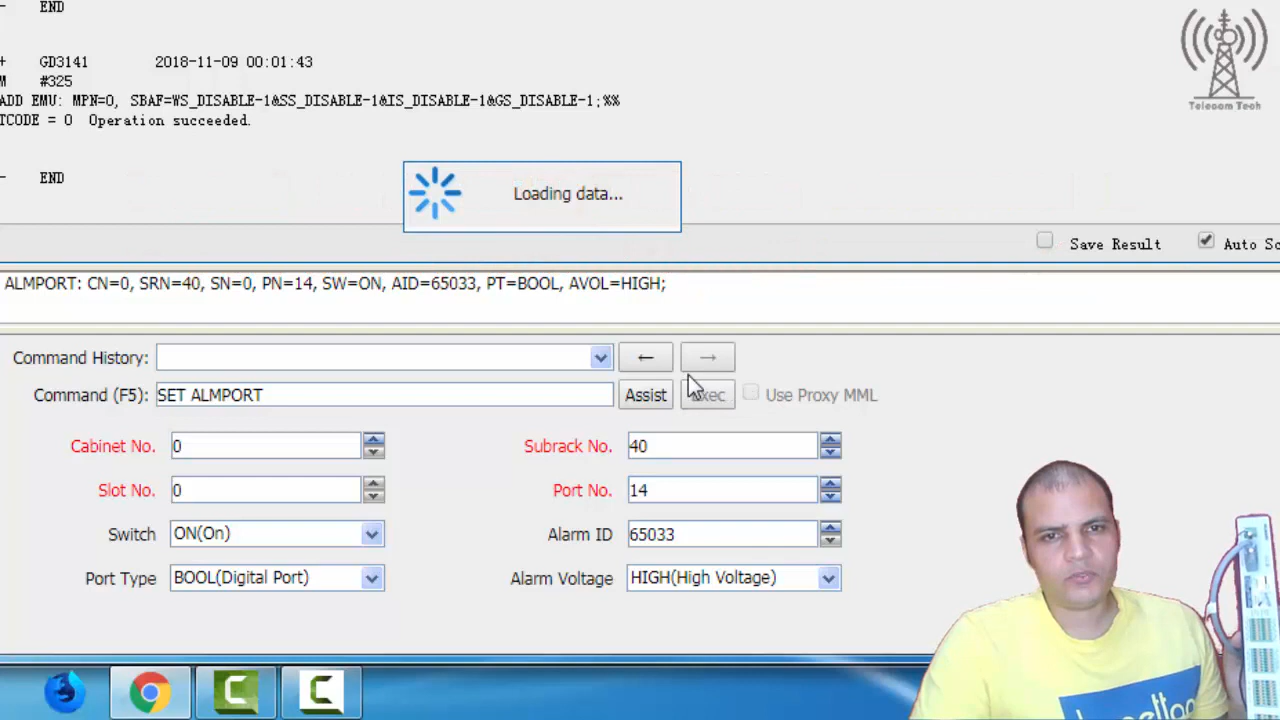 - END
+ GD3141 2018-11-09 00:01:43
M #325
ADD EMU: MPN=0, SBAF=WS_DISABLE-1&SS_DISABLE-1&IS_DISABLE-1&GS_DISABLE-1;%%
TCODE = 0 Operation succeeded.
- END
Telecom Tech
Loading data...
Save Result Auto Sc
ALMPORT: CN=0, SRN=40, SN=0, PN=14, SW=ON, AID=65033, PT=BOOL, AVOL=HIGH;
Command History: ← →
Command (F5): SET ALMPORT Assist Exec Use Proxy MML
Cabinet No. 0 Subrack No. 40
Slot No. 0 Port No. 14
Switch ON(On) Alarm ID 65033
Port Type BOOL(Digital Port) Alarm Voltage HIGH(High Voltage)